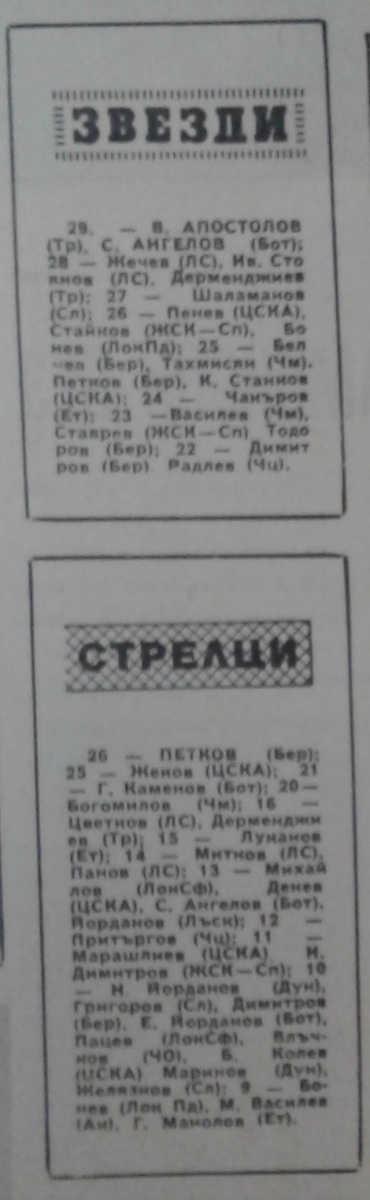 ЗВЕЗДИ
29. — В. АПОСТОЛОВ
(Тр), С. АНГЕЛОВ (Бот);
28 — Жечев (ЛС), Ив. Сто
янов (ЛС), Дерменджиев
(Тр); 27 — Шаламанов
(Сл); 26 — Пенев (ЦСКА),
Стайков (ЖСК—Сп), Бо
нев (ЛокПд); 25 — Бел
чев (Бер), Тахмисян (Чм),
Петков (Бер), К. Станков
(ЦСКА); 24 — Чакъров
(Ет); 23 —Василев (Чм),
Ставрев (ЖСК—Сп) Тодо
ров (Бер); 22 — Димит
ров (Бер) Радлев (Чц).
СТРЕЛЦИ
26 — ПЕТКОВ (Бер);
25 — Жеков (ЦСКА); 21
— Г. Каменов (Бот); 20—
Богомилов (Чм); 16 —
Цветков (ЛС), Дерменджи
ев (Тр); 15 — Луканов
(Ет); 14 — Митков (ЛС),
Панов (ЛС); 13 — Михай
лов (ЛокСф), Денев
(ЦСКА), С. Ангелов (Бот),
Йорданов (Лъск); 12 —
Притъргов (Чц); 11 —
Марашлиев (ЦСКА) Н.
Димитров (ЖСК—Сп); 10
— Н. Йорданов (Дун),
Григоров (Сл), Димитров
(Бер), Е. Йорданов (Бот),
Пацев (ЛокСф), Влъч-
ков (ЧО), Б. Колев
(ЦСКА) Маринов (Дун),
Желязков (Сл); 9 — Бо-
нев (Лок Пд), М. Василев
(Ак), Г. Манолов (Ет).